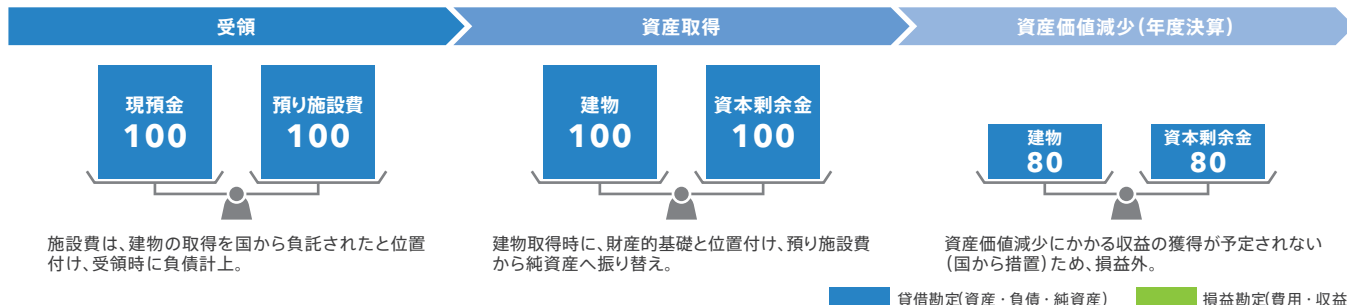 受領
資産取得
資産価値減少(年度決算)
現預金
100
預り施設費
100
建物
100
資本剰余金
100
建物
80
資本剰余金
80
施設費は、建物の取得を国から負託されたと位置
付け、受領時に負債計上。
建物取得時に、財産的基礎と位置付け、預り施設費
から純資産へ振り替え。
資産価値減少にかかる収益の獲得が予定されない
(国から措置)ため、損益外。
貸借勘定(資産・負債・純資産)
損益勘定(費用・収益